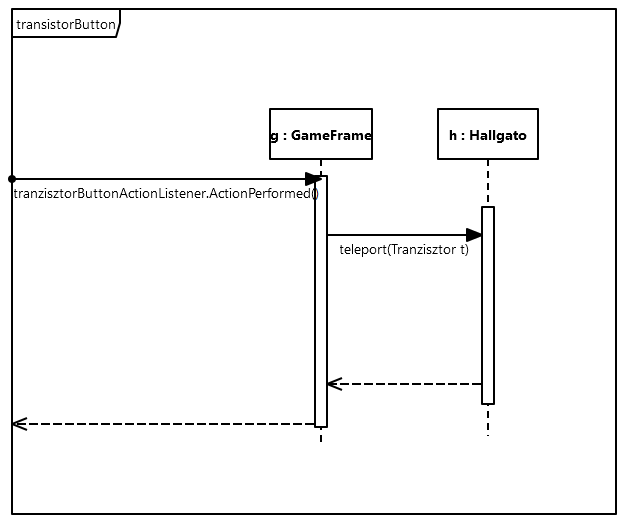 transistorButton
g : GameFrame
h : Hallgato
tranzisztorButtonActionListener.ActionPerformed()
teleport(Tranzisztor t)